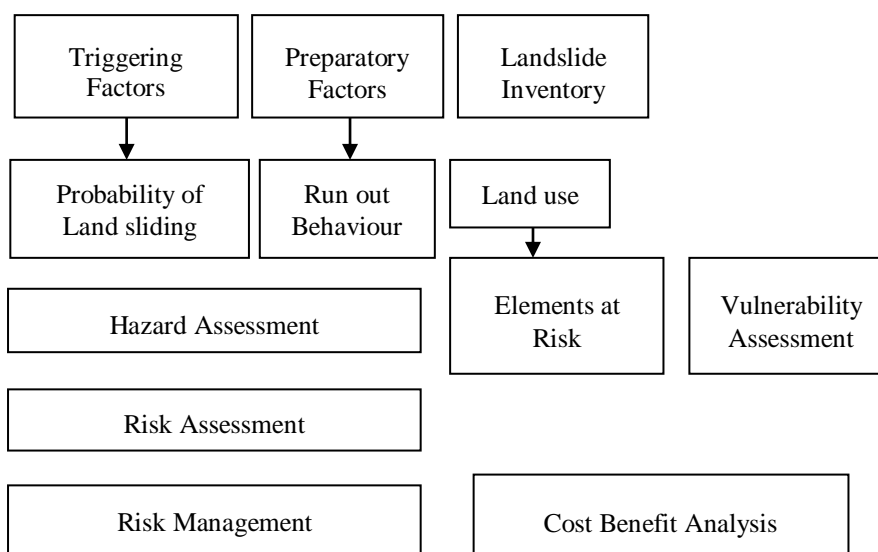 Triggering
Factors
Preparatory
Factors
Landslide
Inventory
Probability of
Land sliding
Run out
Behaviour
Land use
Hazard Assessment
Elements at
Risk
Vulnerability
Assessment
Risk Assessment
Risk Management
Cost Benefit Analysis